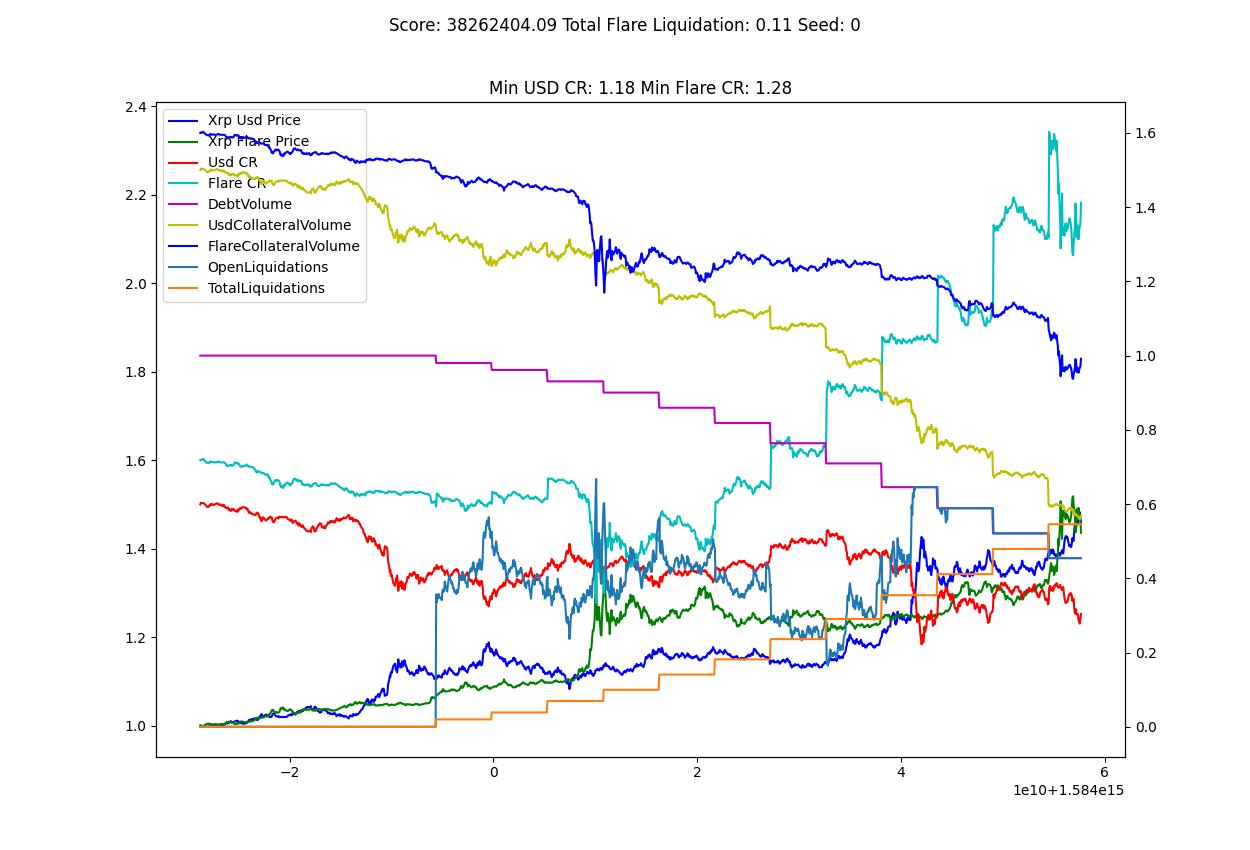 Score: 38262404.09 Total Flare Liquidation: 0.11 Seed: 0
Min USD CR: 1.18 Min Flare CR: 1.28
Xrp Usd Price
Xrp Flare Price
Usd CR
Flare CR
DebtVolume
UsdCollateralVolume
FlareCollateralVolume
OpenLiquidations
TotalLiquidations
2.4
2.2
2.0
1.8
1.6
1.4
1.2
1.0
1.6
1.4
1.2
1.0
0.8
0.6
0.4
0.2
0.0
−2 0 2 4 6
1e10+1.584e15